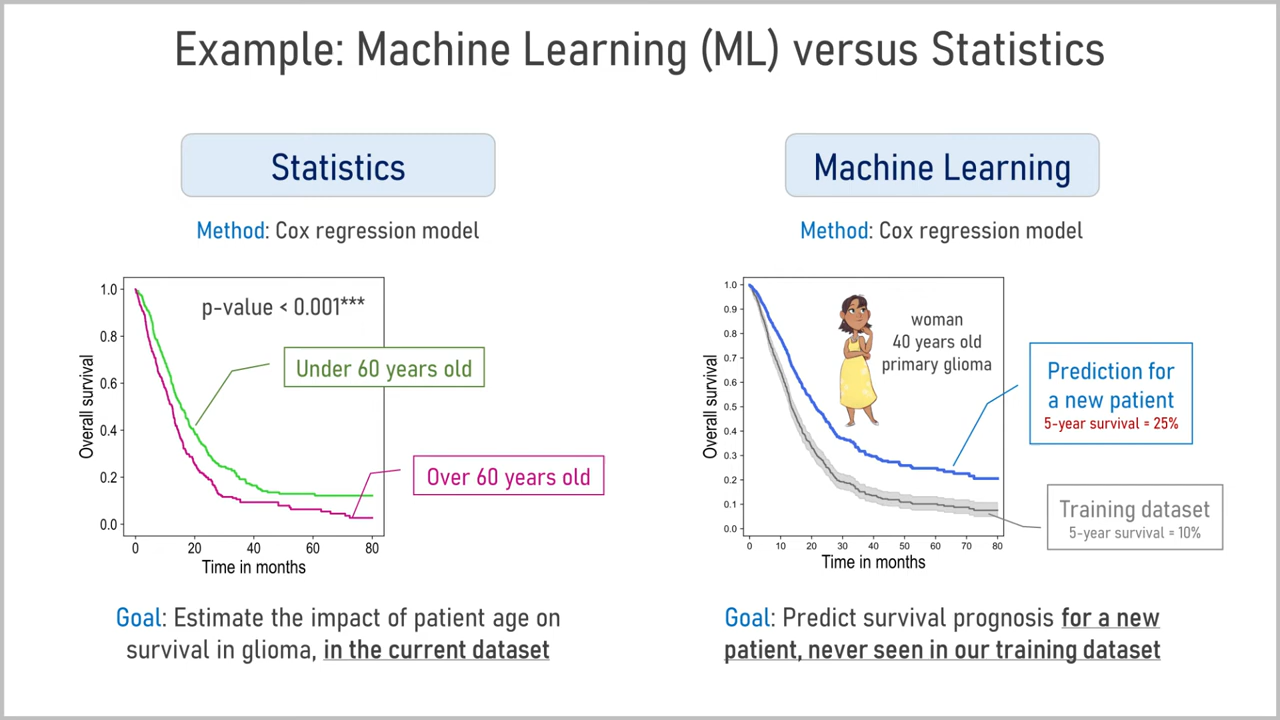 Example: Machine Learning (ML) versus Statistics
Statistics
Method: Cox regression model
1.0
0.8
0.6
0.4
0.2
0.0
Overall survival
p-value < 0.001***
Under 60 years old
Over 60 years old
0 20 40 60 80
Time in months
Goal: Estimate the impact of patient age on
survival in glioma, in the current dataset
Machine Learning
Method: Cox regression model
1.0
0.9
0.8
0.7
0.6
0.5
0.4
0.3
0.2
0.1
0.0
Overall survival
woman
40 years old
primary glioma
Prediction for
a new patient
5-year survival = 25%
Training dataset
5-year survival = 10%
0 10 20 30 40 50 60 70 80
Time in months
Goal: Predict survival prognosis for a new
patient, never seen in our training dataset